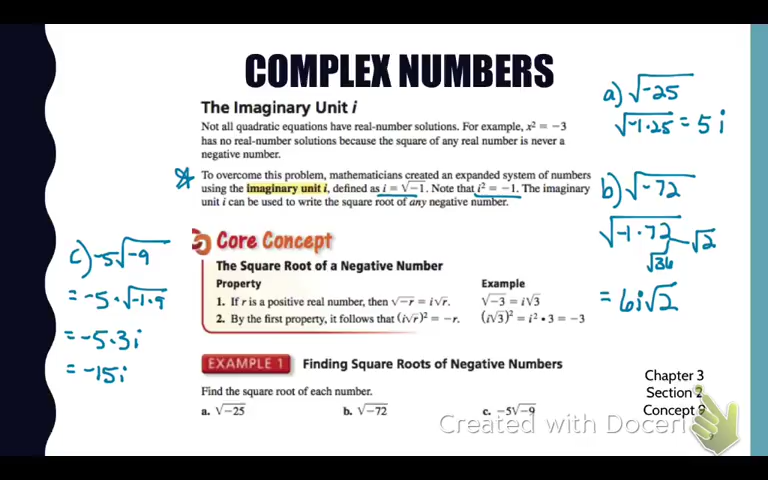 COMPLEX NUMBERS
The Imaginary Unit i
Not all quadratic equations have real-number solutions. For example, x² = −3
has no real-number solutions because the square of any real number is never a
negative number.
To overcome this problem, mathematicians created an expanded system of numbers
using the imaginary unit i, defined as i = √−1. Note that i² = −1. The imaginary
unit i can be used to write the square root of any negative number.
Core Concept
The Square Root of a Negative Number
Property
Example
1. If r is a positive real number, then √−r = i√r.
√−3 = i√3
2. By the first property, it follows that (i√r)² = −r.
(i√3)² = i² • 3 = −3
EXAMPLE 1 Finding Square Roots of Negative Numbers
Find the square root of each number.
a. √−25 b. √−72 c. −5√−9
a) √−25
√−1·25 = 5i
b) √−72
√−1·72
√36 √2
= 6i√2
c) −5√−9
= −5·√−1·9
= −5·3i
= −15i
Chapter 3
Section 2
Concept 9
Created with Doceri